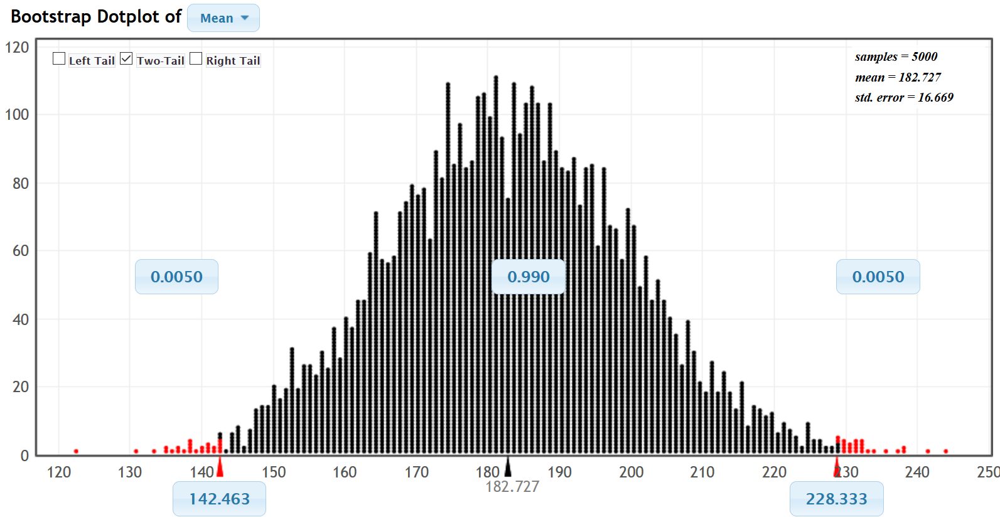 Bootstrap Dotplot of Mean
120
Left Tail Two-Tail Right Tail
samples = 5000
mean = 182.727
std. error = 16.669
100
80
60
0.0050 0.990 0.0050
40
20
0
120 130 140 150 160 170 180 190 200 210 220 230 240 250
182.727
142.463 228.333